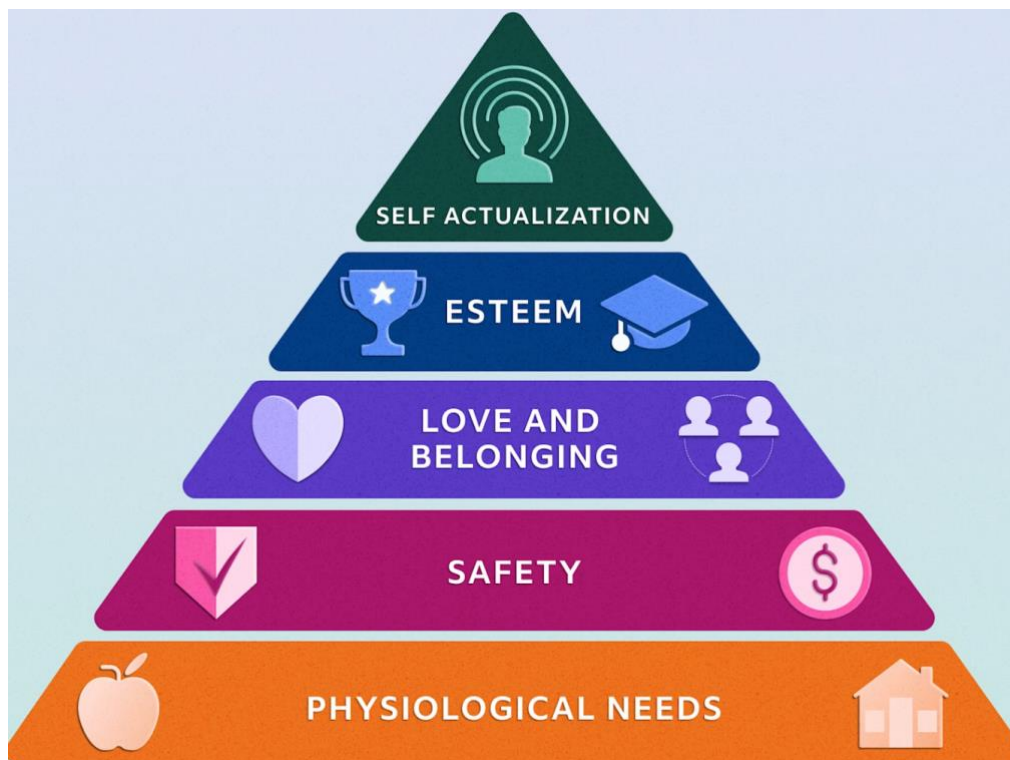 SELF ACTUALIZATION
ESTEEM
LOVE AND
BELONGING
SAFETY
$
PHYSIOLOGICAL NEEDS